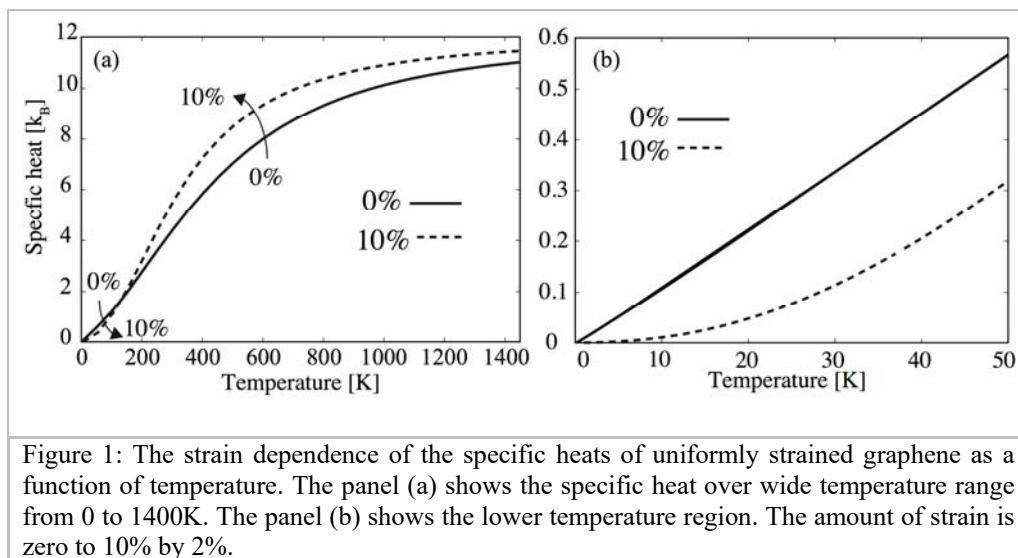 12
10
8
6
4
2
0
Specfic heat [k_B]
(a)
10%
0%
0%
10%
0%
10%
0 200 400 600 800 1000 1200 1400
Temperature [K]
0.6
0.5
0.4
0.3
0.2
0.1
0
(b)
0%
10%
0 10 20 30 40 50
Temperature [K]
Figure 1: The strain dependence of the specific heats of uniformly strained graphene as a
function of temperature. The panel (a) shows the specific heat over wide temperature range
from 0 to 1400K. The panel (b) shows the lower temperature region. The amount of strain is
zero to 10% by 2%.